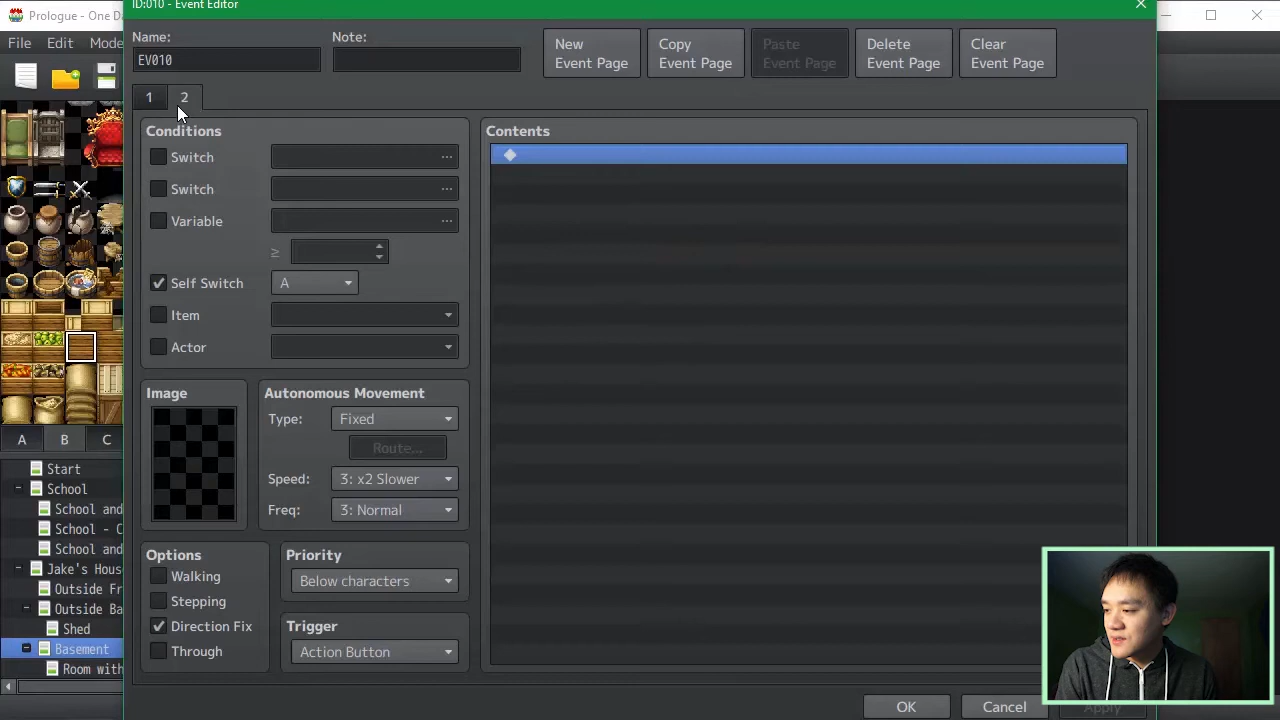 Prologue - One Da
ID:010 - Event Editor
File Edit Mode
Name:
Note:
EV010
New
Event Page
Copy
Event Page
Paste
Event Page
Delete
Event Page
Clear
Event Page
1 2
Conditions
Switch
...
Switch
...
Variable
...
≥
Self Switch
A
Item
Actor
Contents
Image
Autonomous Movement
Type:
Fixed
Route...
Speed:
3: x2 Slower
Freq:
3: Normal
Options
Walking
Stepping
Direction Fix
Through
Priority
Below characters
Trigger
Action Button
OK
Cancel
Apply
A B C
Start
School
School and
School - C
School and
Jake's Hous
Outside Fr
Outside Ba
Shed
Basement
Room with